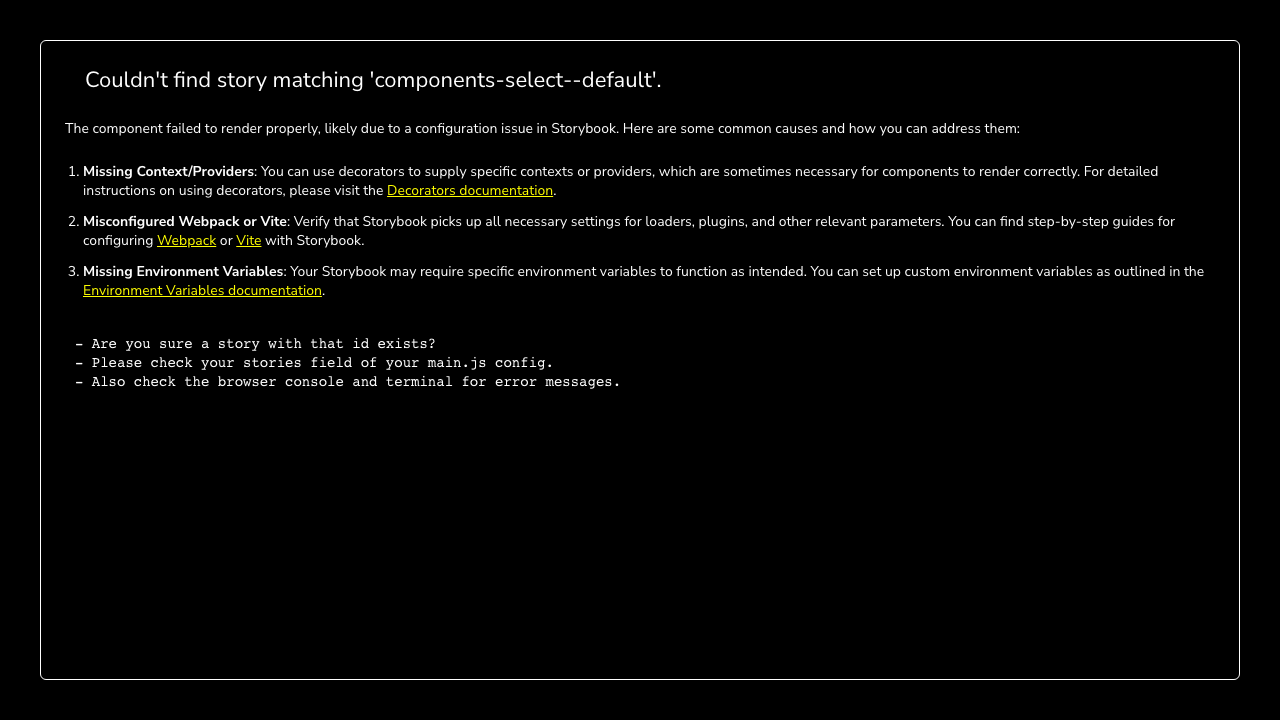 Couldn't find story matching 'components-select--default'.
The component failed to render properly, likely due to a configuration issue in Storybook. Here are some common causes and how you can address them:
1. Missing Context/Providers: You can use decorators to supply specific contexts or providers, which are sometimes necessary for components to render correctly. For detailed
instructions on using decorators, please visit the Decorators documentation.
2. Misconfigured Webpack or Vite: Verify that Storybook picks up all necessary settings for loaders, plugins, and other relevant parameters. You can find step-by-step guides for
configuring Webpack or Vite with Storybook.
3. Missing Environment Variables: Your Storybook may require specific environment variables to function as intended. You can set up custom environment variables as outlined in the
Environment Variables documentation.
- Are you sure a story with that id exists?
- Please check your stories field of your main.js config.
- Also check the browser console and terminal for error messages.